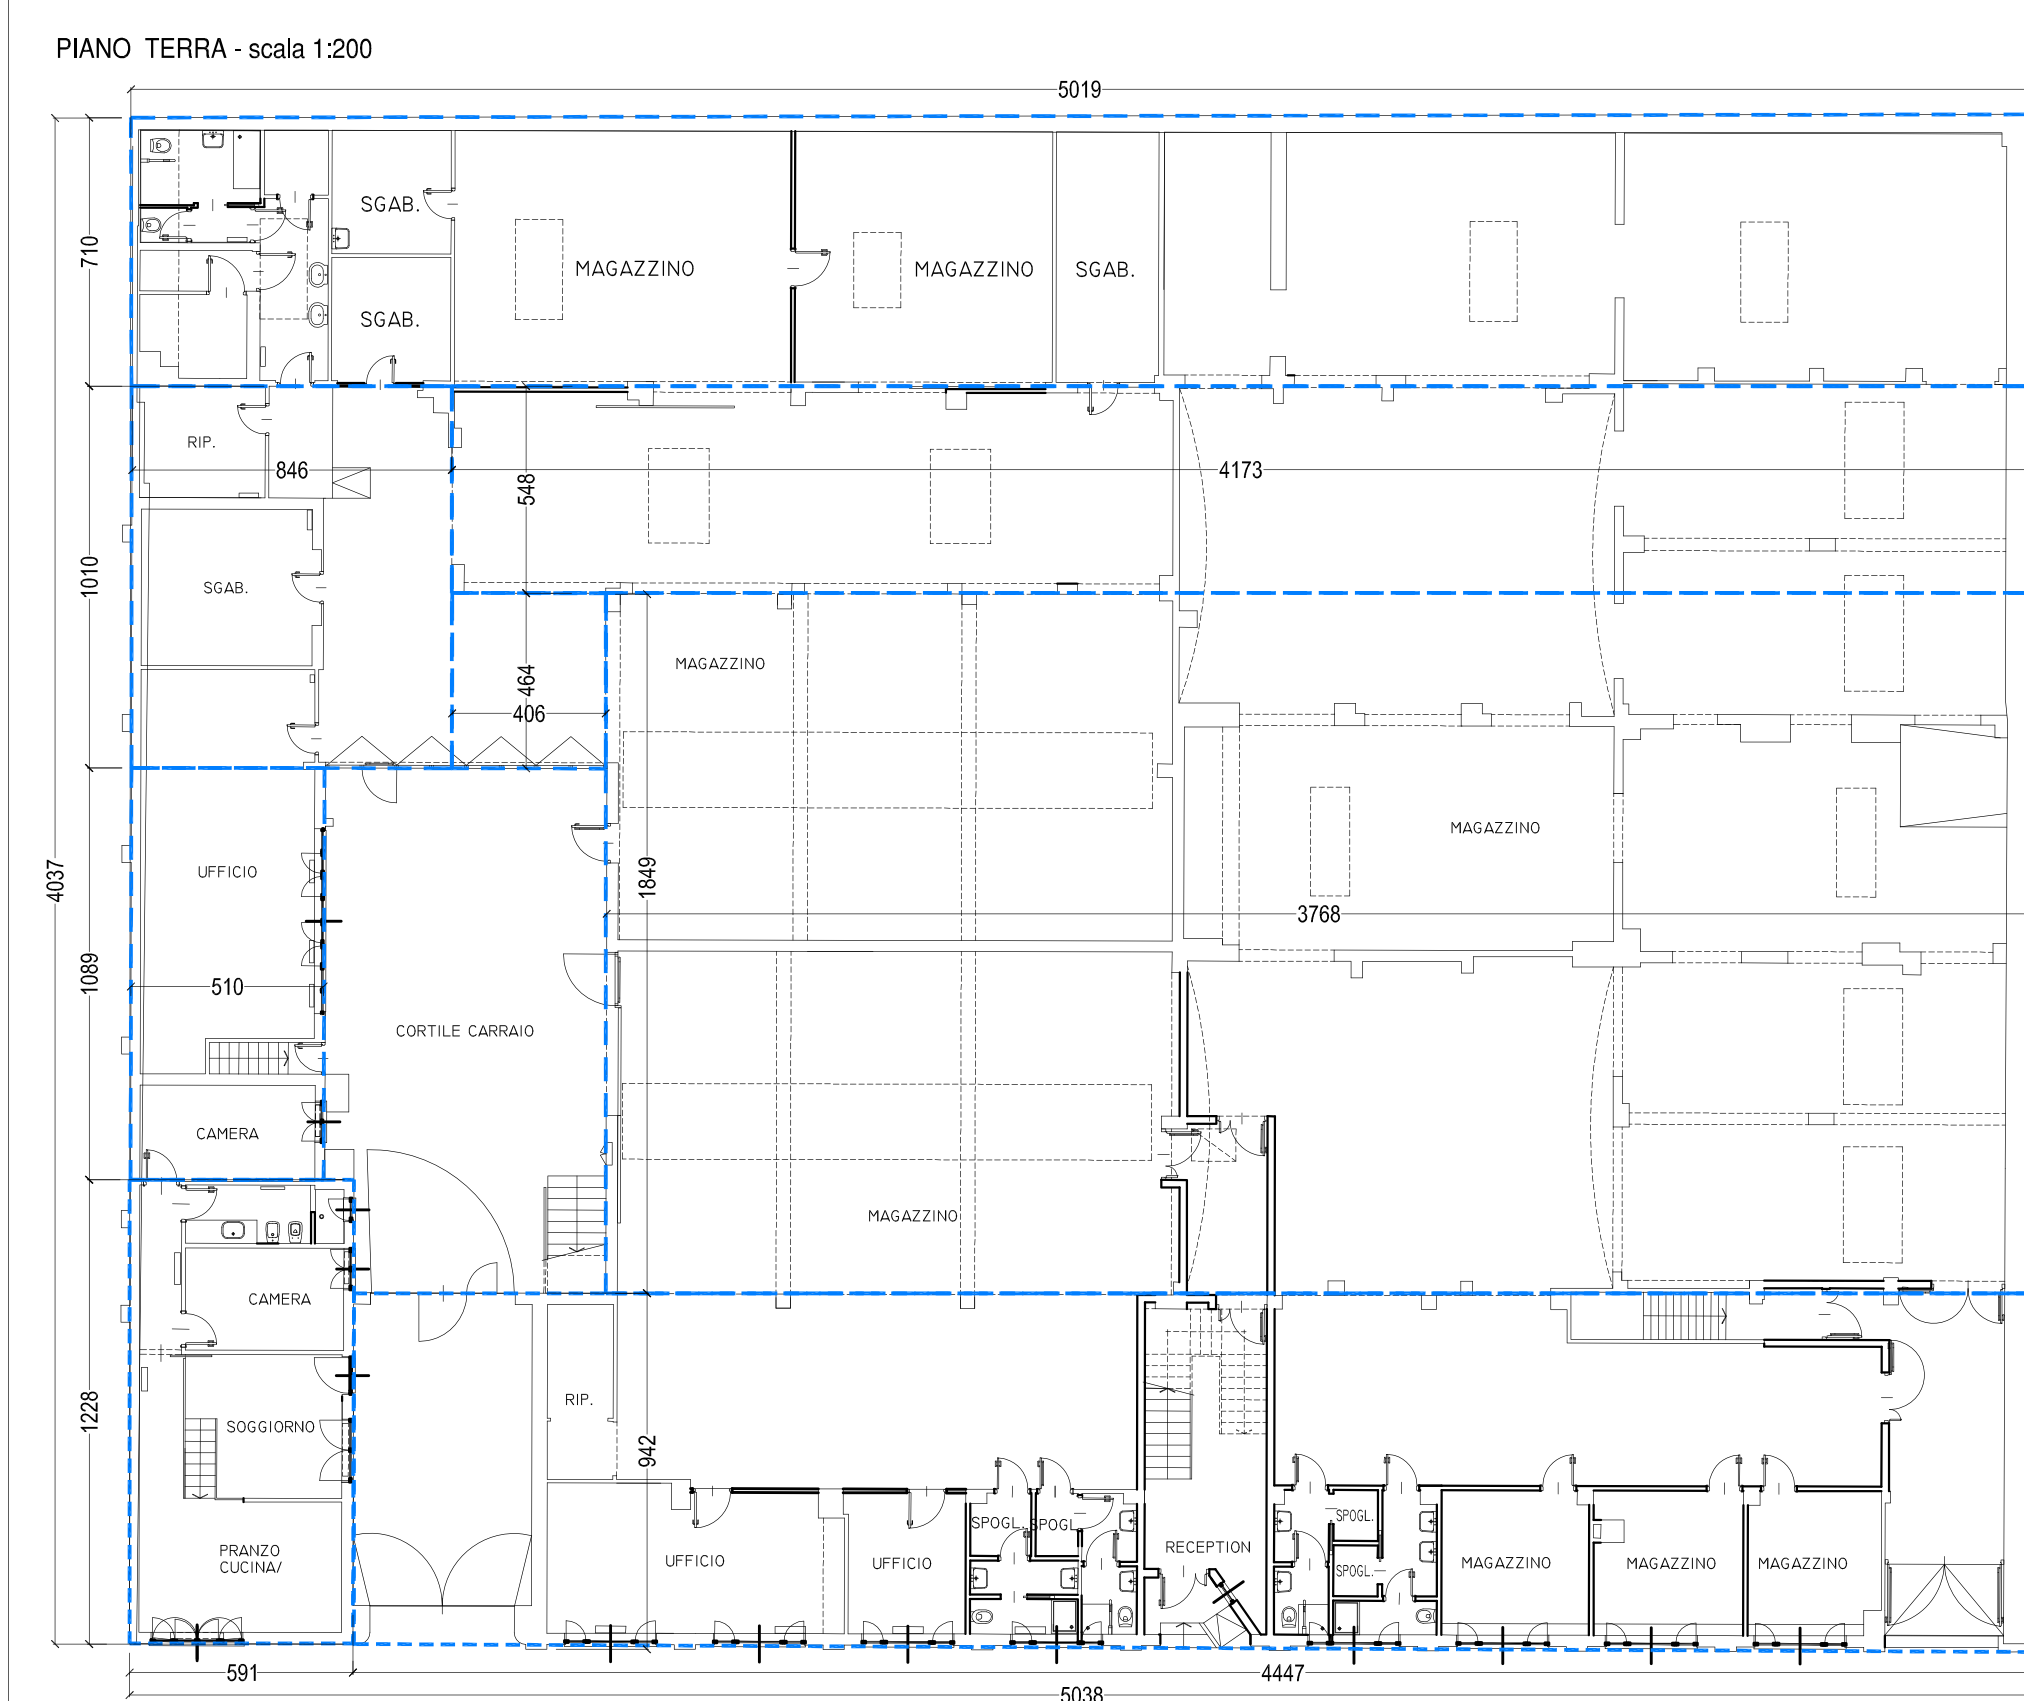 PIANO TERRA - scala 1:200
5019
SGAB.
710
MAGAZZINO
MAGAZZINO
SGAB.
SGAB.
RIP.
846
548
4173
1010
SGAB.
MAGAZZINO
464
406
MAGAZZINO
UFFICIO
4037
1849
3768
1089
510
CORTILE CARRAIO
CAMERA
MAGAZZINO
CAMERA
RIP.
1228
SOGGIORNO
942
SPOGL.
SPOGL.
SPOGL.
RECEPTION
PRANZO
CUCINA/
UFFICIO
UFFICIO
SPOGL.
MAGAZZINO
MAGAZZINO
MAGAZZINO
591
4447
5038